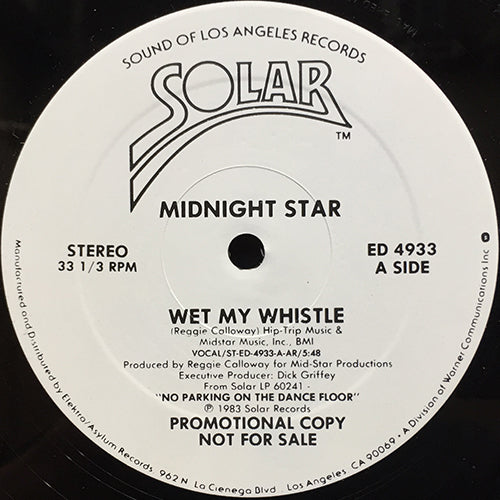 SOUND OF LOS ANGELES RECORDS
SOLAR
TM
MIDNIGHT STAR
STEREO
33 1/3 RPM
ED 4933
A SIDE
WET MY WHISTLE
(Reggie Calloway) Hip-Trip Music &
Midstar Music, Inc., BMI
VOCAL/ST-ED-4933-A-AR/5:48
Produced by Reggie Calloway for Mid-Star Productions
Executive Producer: Dick Griffey
From Solar LP 60241 -
"NO PARKING ON THE DANCE FLOOR"
℗ 1983 Solar Records
PROMOTIONAL COPY
NOT FOR SALE
Manufactured and Distributed by Elektra/Asylum Records • 962 N. La Cienega Blvd., Los Angeles, CA 90069 • A Division of Warner Communications Inc